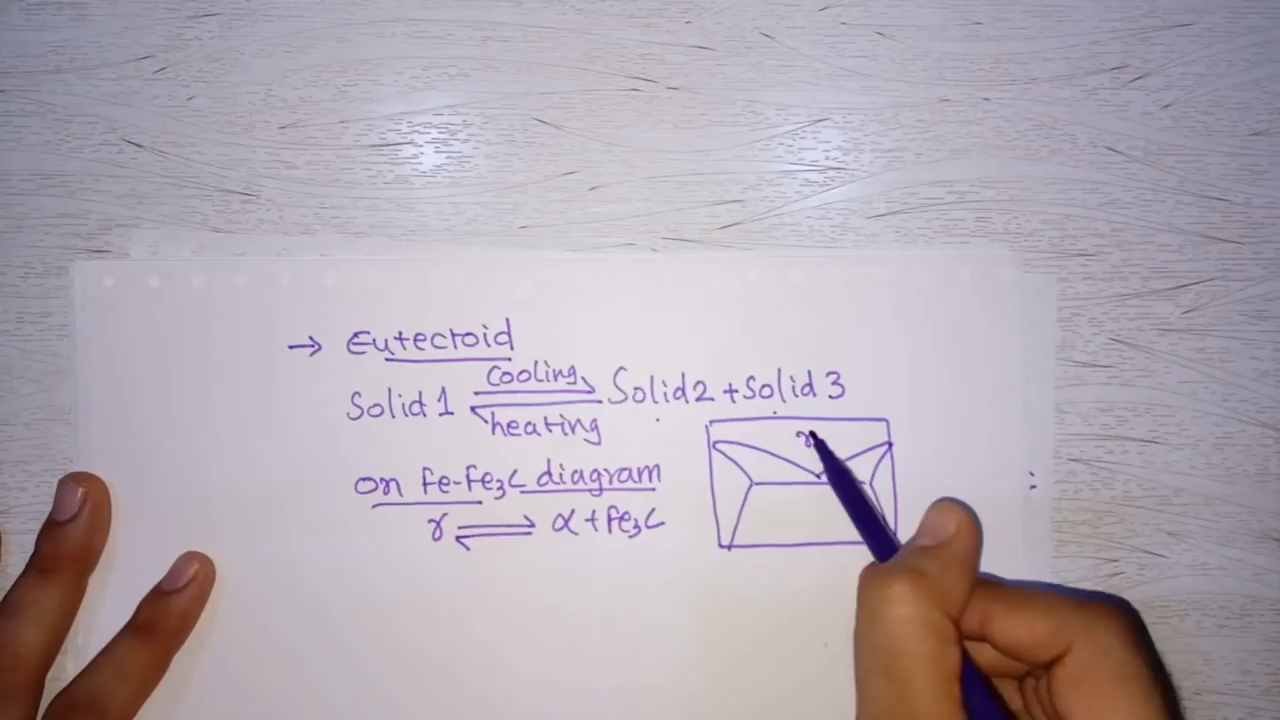 → Eutectoid
Cooling
Solid 1 ⇌ Solid 2 + Solid 3
heating
On Fe-Fe₃C diagram
γ ⇌ α + Fe₃C
γ